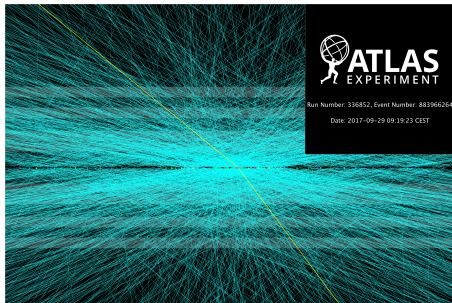 ATLAS
EXPERIMENT
Run Number: 336852, Event Number: 883966264
Date: 2017-09-29 09:19:23 CEST